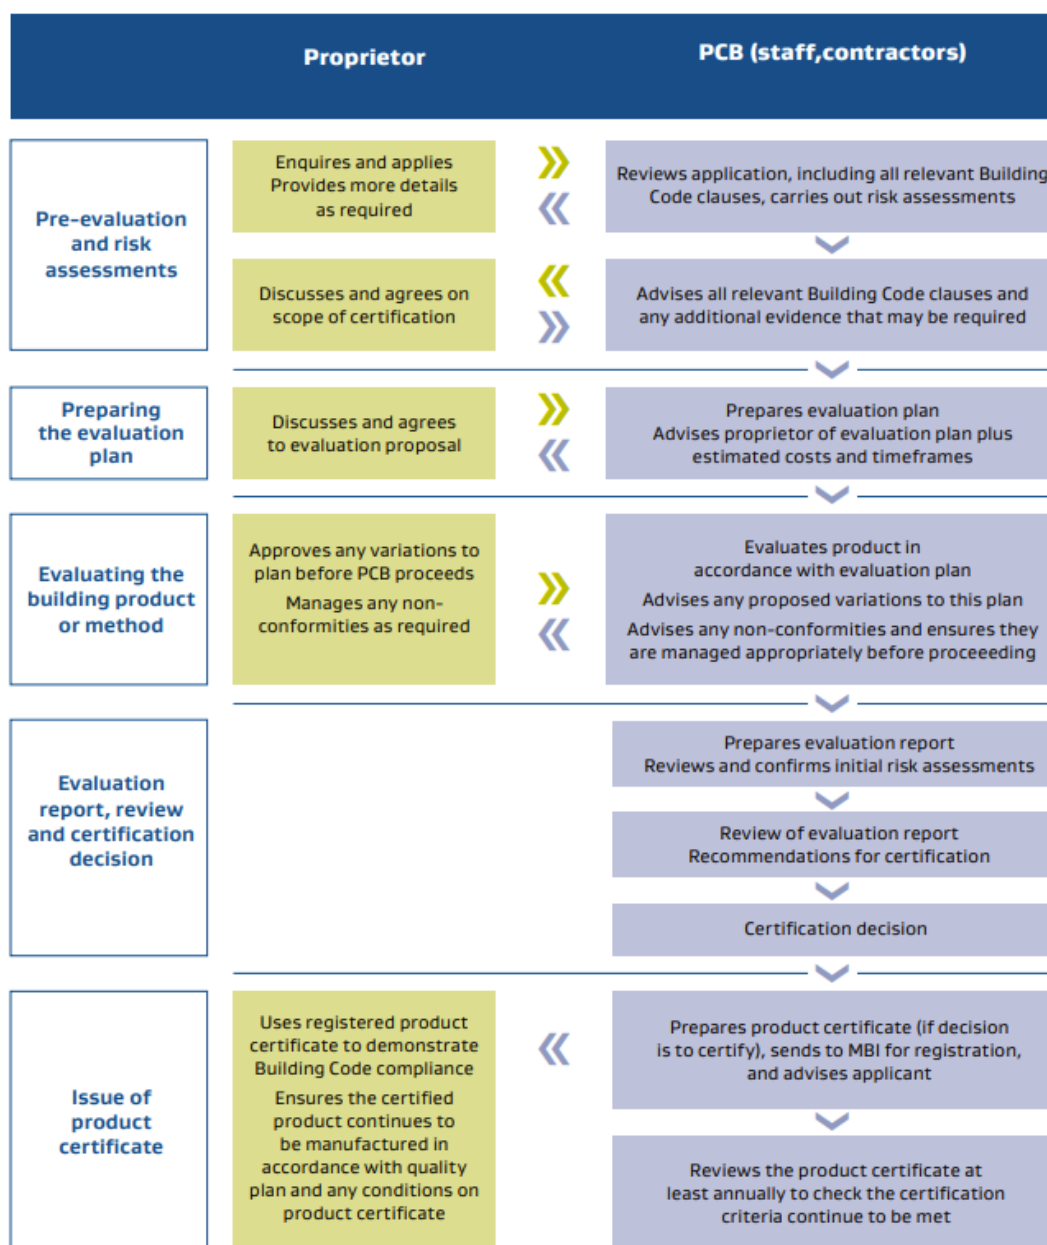 Proprietor
PCB (staff,contractors)
Pre-evaluation
and risk
assessments
Enquires and applies
Provides more details
as required
Reviews application, including all relevant Building
Code clauses, carries out risk assessments
Discusses and agrees on
scope of certification
Advises all relevant Building Code clauses and
any additional evidence that may be required
Preparing
the evaluation
plan
Discusses and agrees
to evaluation proposal
Prepares evaluation plan
Advises proprietor of evaluation plan plus
estimated costs and timeframes
Evaluating the
building product
or method
Approves any variations to
plan before PCB proceeds
Manages any non-
conformities as required
Evaluates product in
accordance with evaluation plan
Advises any proposed variations to this plan
Advises any non-conformities and ensures they
are managed appropriately before proceeeding
Evaluation
report, review
and certification
decision
Prepares evaluation report
Reviews and confirms initial risk assessments
Review of evaluation report
Recommendations for certification
Certification decision
Issue of
product
certificate
Uses registered product
certificate to demonstrate
Building Code compliance
Ensures the certified
product continues to
be manufactured in
accordance with quality
plan and any conditions on
product certificate
Prepares product certificate (if decision
is to certify), sends to MBI for registration,
and advises applicant
Reviews the product certificate at
least annually to check the certification
criteria continue to be met